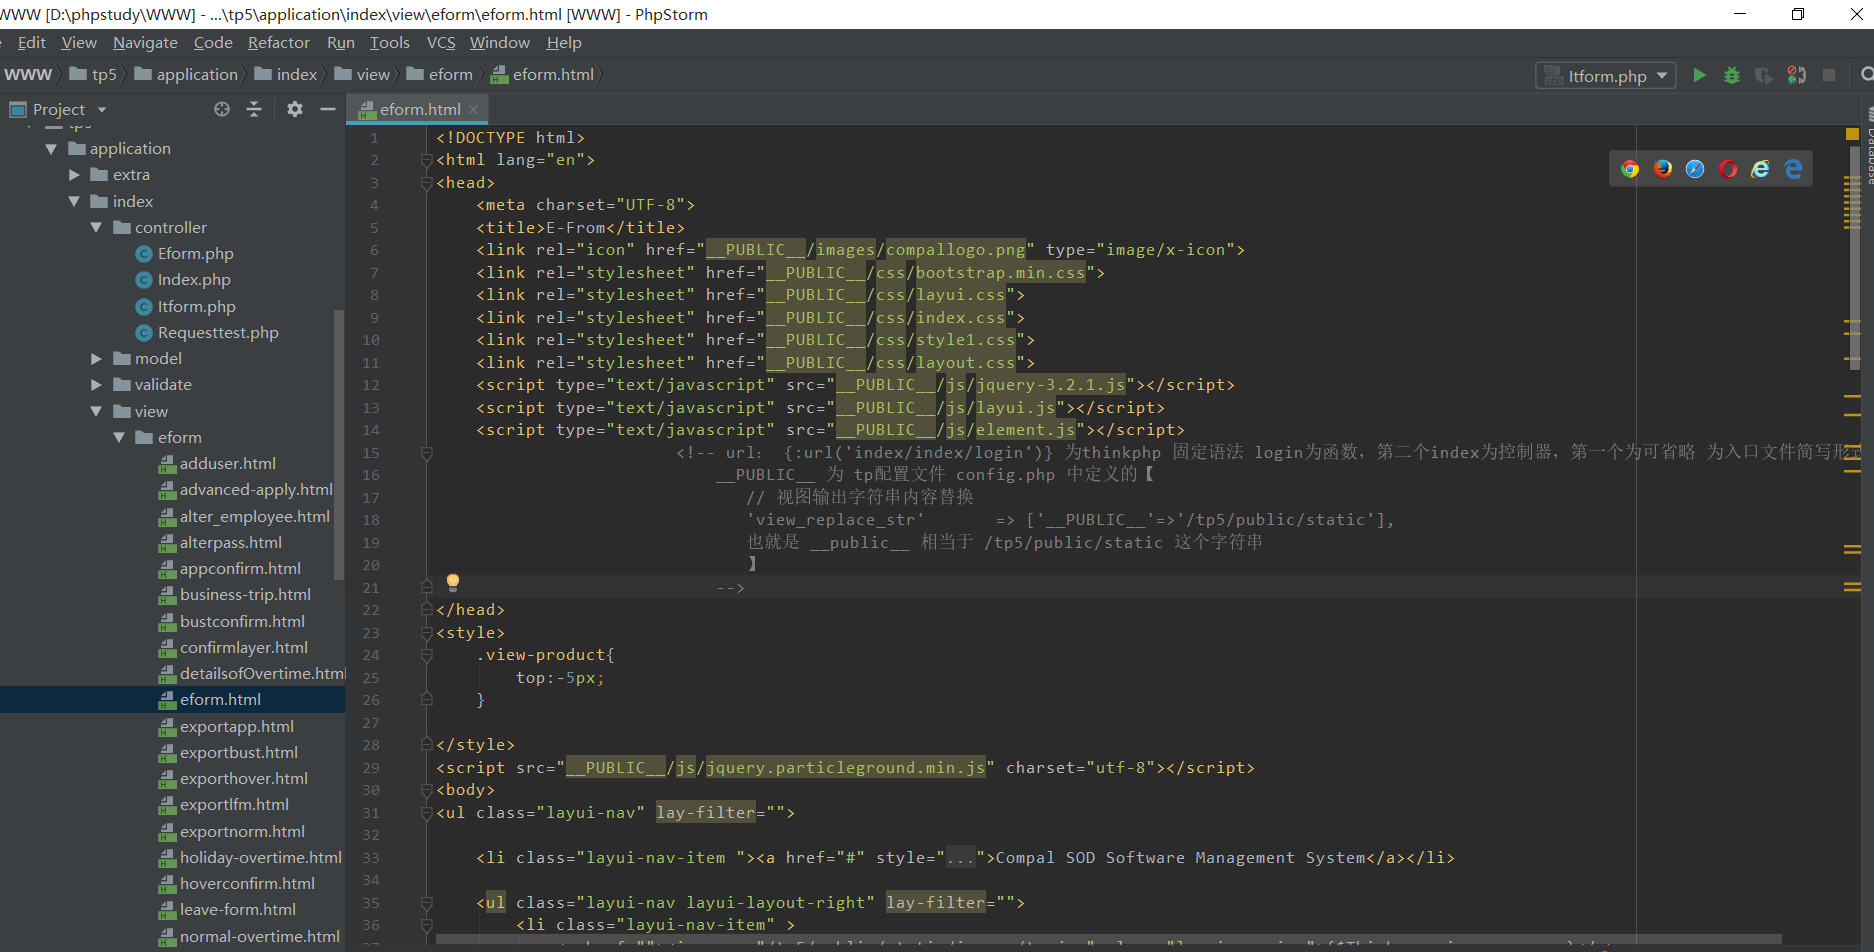 WWW [D:\phpstudy\WWW] - ...\tp5\application\index\view\eform\eform.html [WWW] - PhpStorm
Edit View Navigate Code Refactor Run Tools VCS Window Help
WWW tp5 application index view eform eform.html
Itform.php
Project
eform.html
Database
tp5
application
extra
index
controller
Eform.php
Index.php
Itform.php
Requesttest.php
model
validate
view
eform
adduser.html
advanced-apply.html
alter_employee.html
alterpass.html
appconfirm.html
business-trip.html
bustconfirm.html
confirmlayer.html
detailsofOvertime.html
eform.html
exportapp.html
exportbust.html
exporthover.html
exportlfm.html
exportnorm.html
holiday-overtime.html
hoverconfirm.html
leave-form.html
normal-overtime.html
1 <!DOCTYPE html>
2 <html lang="en">
3 <head>
4 <meta charset="UTF-8">
5 <title>E-From</title>
6 <link rel="icon" href="__PUBLIC__/images/compallogo.png" type="image/x-icon">
7 <link rel="stylesheet" href="__PUBLIC__/css/bootstrap.min.css">
8 <link rel="stylesheet" href="__PUBLIC__/css/layui.css">
9 <link rel="stylesheet" href="__PUBLIC__/css/index.css">
10 <link rel="stylesheet" href="__PUBLIC__/css/style1.css">
11 <link rel="stylesheet" href="__PUBLIC__/css/layout.css">
12 <script type="text/javascript" src="__PUBLIC__/js/jquery-3.2.1.js"></script>
13 <script type="text/javascript" src="__PUBLIC__/js/layui.js"></script>
14 <script type="text/javascript" src="__PUBLIC__/js/element.js"></script>
15 <!-- url： {:url('index/index/login')} 为thinkphp 固定语法 login为函数，第二个index为控制器，第一个为可省略 为入口文件简写形式
16 __PUBLIC__ 为 tp配置文件 config.php 中定义的【
17 // 视图输出字符串内容替换
18 'view_replace_str' => ['__PUBLIC__'=>'/tp5/public/static'],
19 也就是 __public__ 相当于 /tp5/public/static 这个字符串
20 】
21 -->
22 </head>
23 <style>
24 .view-product{
25 top:-5px;
26 }
27
28 </style>
29 <script src="__PUBLIC__/js/jquery.particleground.min.js" charset="utf-8"></script>
30 <body>
31 <ul class="layui-nav" lay-filter="">
32
33 <li class="layui-nav-item "><a href="#" style="...">Compal SOD Software Management System</a></li>
34
35 <ul class="layui-nav layui-layout-right" lay-filter="">
36 <li class="layui-nav-item" >